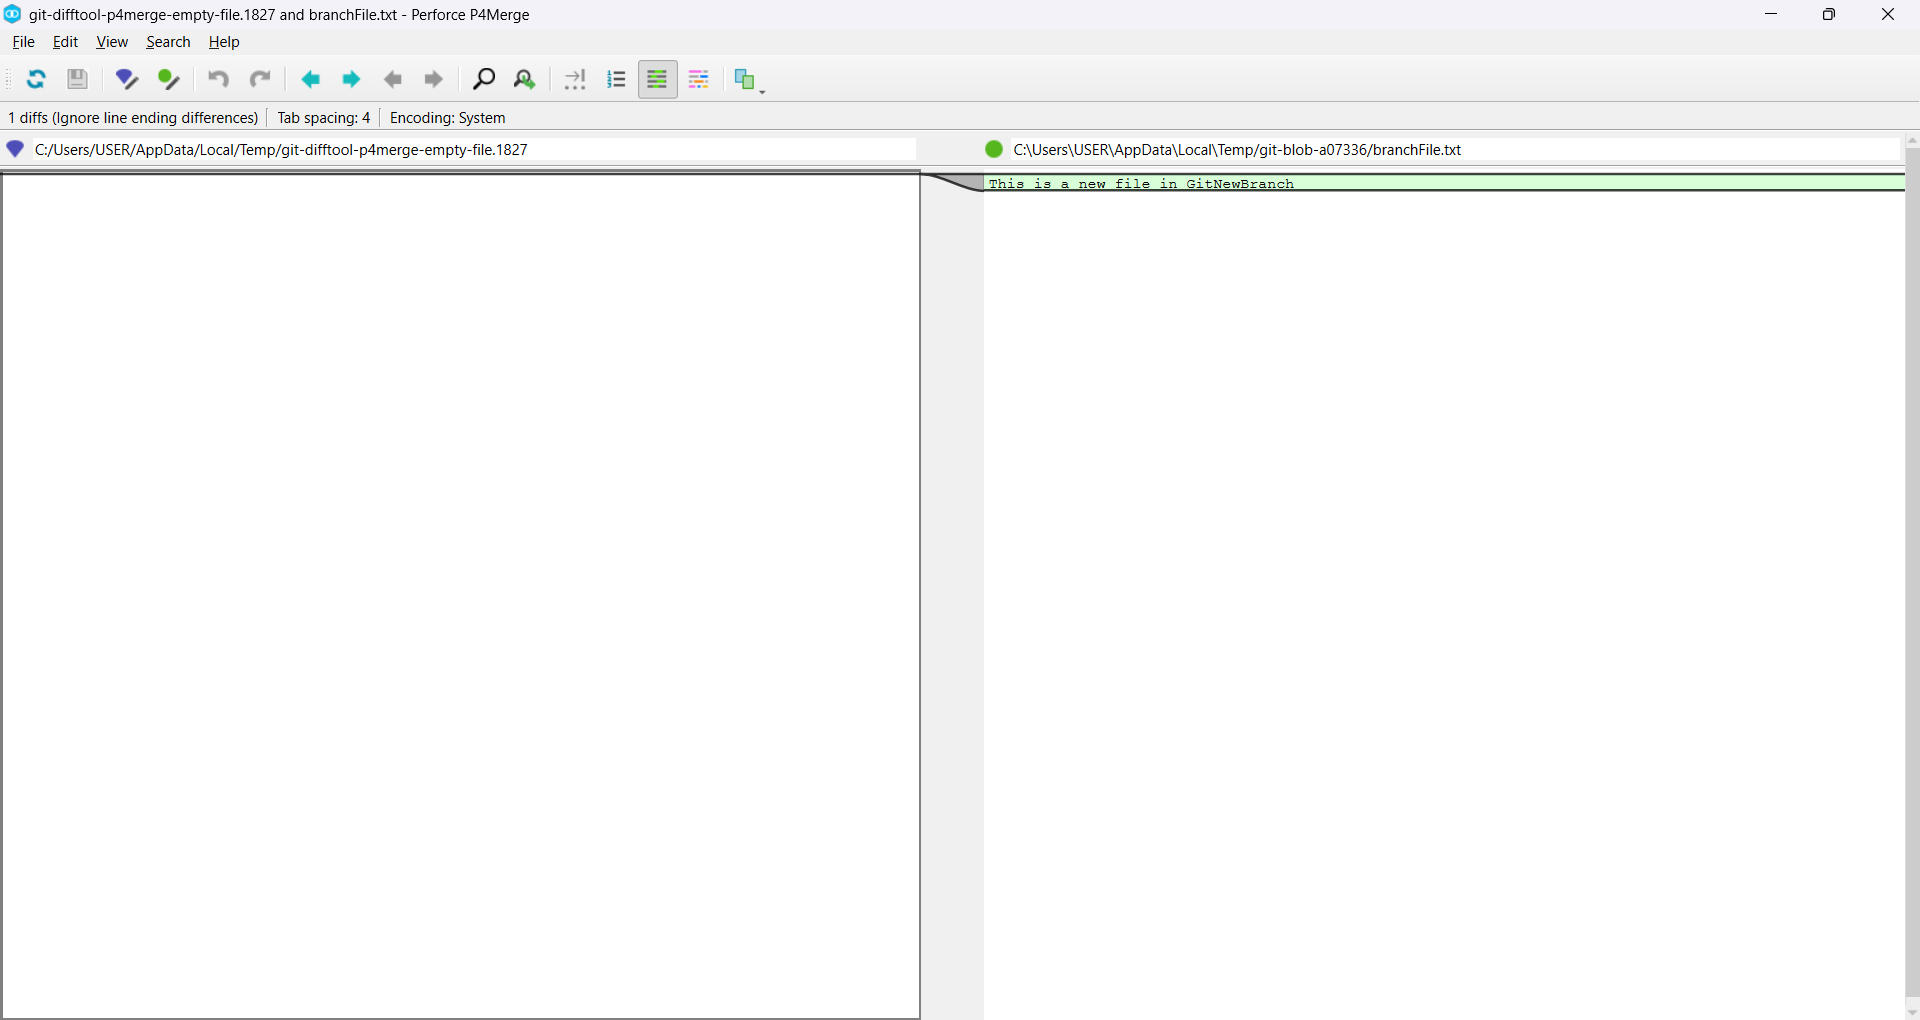 git-difftool-p4merge-empty-file.1827 and branchFile.txt - Perforce P4Merge
File Edit View Search Help
1 diffs (Ignore line ending differences) Tab spacing: 4 Encoding: System
C:/Users/USER/AppData/Local/Temp/git-difftool-p4merge-empty-file.1827
C:\Users\USER\AppData\Local\Temp/git-blob-a07336/branchFile.txt
This is a new file in GitNewBranch